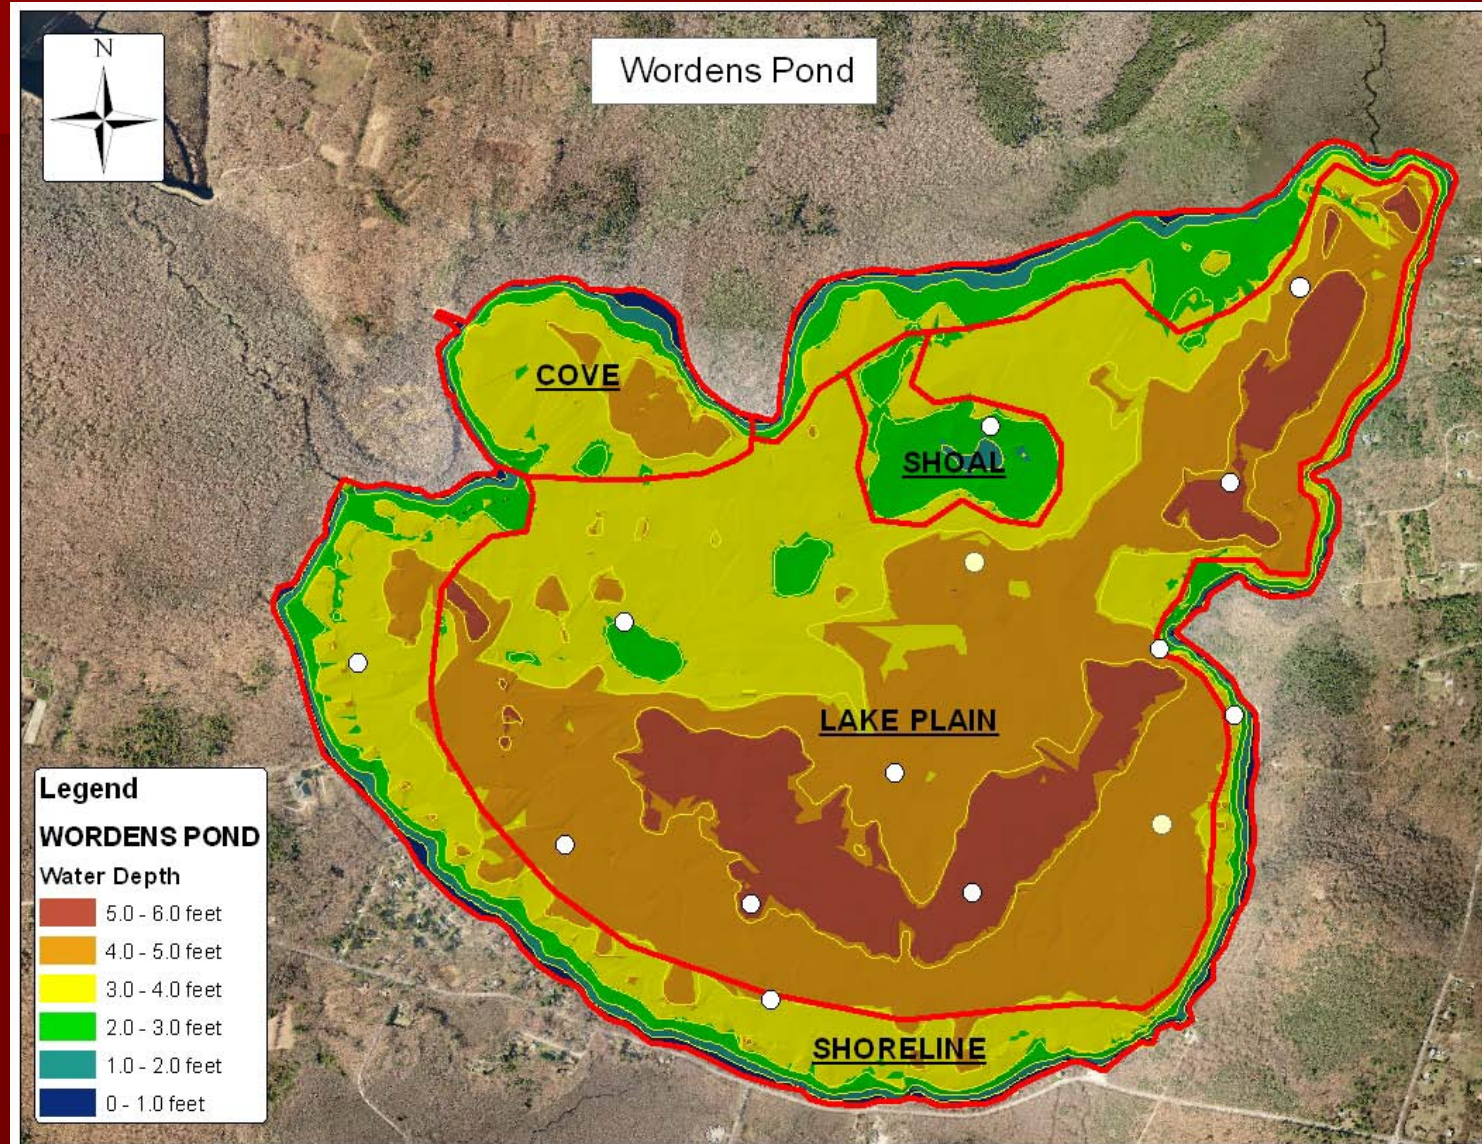 N
Wordens Pond
COVE
SHOAL
LAKE PLAIN
SHORELINE
Legend
WORDENS POND
Water Depth
5.0 - 6.0 feet
4.0 - 5.0 feet
3.0 - 4.0 feet
2.0 - 3.0 feet
1.0 - 2.0 feet
0 - 1.0 feet